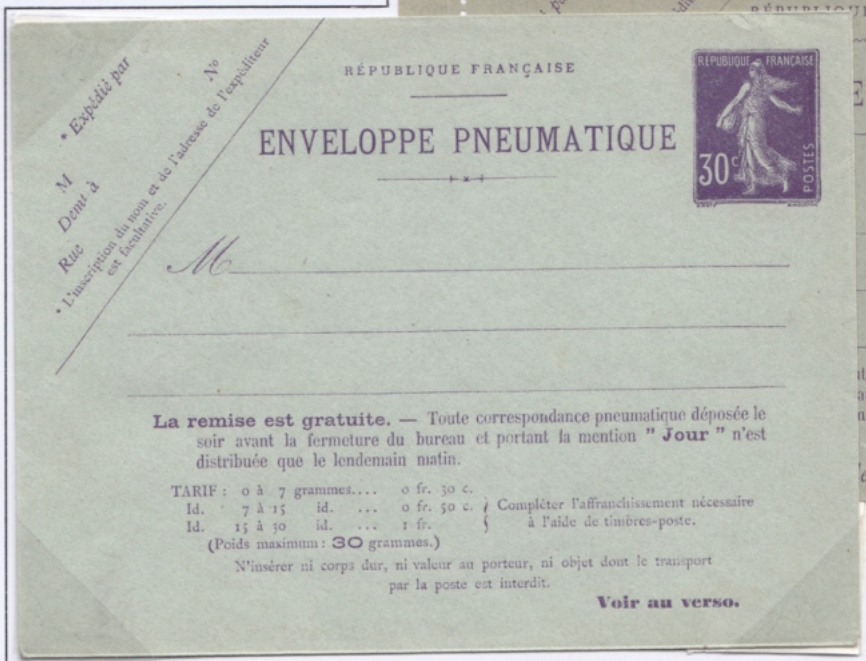 RÉPUBLIQUE
* Expédié par
N°
M
Demt à
Rue
* L'inscription du nom et de l'adresse de l'expéditeur
est facultative.
RÉPUBLIQUE FRANÇAISE
ENVELOPPE PNEUMATIQUE
RÉPUBLIQUE FRANÇAISE
30c
POSTES
M
La remise est gratuite. — Toute correspondance pneumatique déposée le
soir avant la fermeture du bureau et portant la mention " Jour " n'est
distribuée que le lendemain matin.
TARIF : 0 à 7 grammes.... 0 fr. 30 c.
Id. 7 à 15 id. ... 0 fr. 50 c. } Compléter l'affranchissement nécessaire
Id. 15 à 30 id. ... 1 fr. } à l'aide de timbres-poste.
(Poids maximum : 30 grammes.)
N'insérer ni corps dur, ni valeur au porteur, ni objet dont le transport
par la poste est interdit.
Voir au verso.